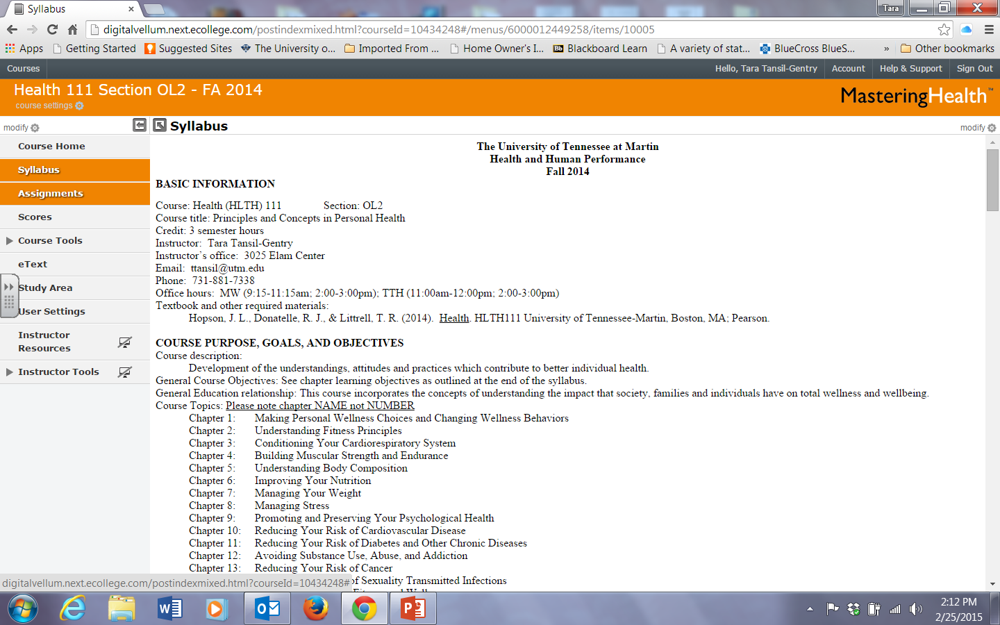 Syllabus
Tara
digitalvellum.next.ecollege.com/postindexmixed.html?courseId=10434248#/menus/6000012449258/items/10005
Apps Getting Started Suggested Sites The University o... Imported From ... Home Owner's I... Bb Blackboard Learn A variety of stat... BlueCross BlueS... » Other bookmarks
Courses Hello, Tara Tansil-Gentry Account Help & Support Sign Out
Health 111 Section OL2 - FA 2014
course settings
MasteringHealth™
modify
Syllabus
modify
Course Home
Syllabus
Assignments
Scores
Course Tools
eText
Study Area
User Settings
Instructor
Resources
Instructor Tools
The University of Tennessee at Martin
Health and Human Performance
Fall 2014
BASIC INFORMATION
Course: Health (HLTH) 111 Section: OL2
Course title: Principles and Concepts in Personal Health
Credit: 3 semester hours
Instructor: Tara Tansil-Gentry
Instructor's office: 3025 Elam Center
Email: ttansil@utm.edu
Phone: 731-881-7338
Office hours: MW (9:15-11:15am; 2:00-3:00pm); TTH (11:00am-12:00pm; 2:00-3:00pm)
Textbook and other required materials:
Hopson, J. L., Donatelle, R. J., & Littrell, T. R. (2014). Health. HLTH111 University of Tennessee-Martin, Boston, MA; Pearson.
COURSE PURPOSE, GOALS, AND OBJECTIVES
Course description:
Development of the understandings, attitudes and practices which contribute to better individual health.
General Course Objectives: See chapter learning objectives as outlined at the end of the syllabus.
General Education relationship: This course incorporates the concepts of understanding the impact that society, families and individuals have on total wellness and wellbeing.
Course Topics: Please note chapter NAME not NUMBER
Chapter 1: Making Personal Wellness Choices and Changing Wellness Behaviors
Chapter 2: Understanding Fitness Principles
Chapter 3: Conditioning Your Cardiorespiratory System
Chapter 4: Building Muscular Strength and Endurance
Chapter 5: Understanding Body Composition
Chapter 6: Improving Your Nutrition
Chapter 7: Managing Your Weight
Chapter 8: Managing Stress
Chapter 9: Promoting and Preserving Your Psychological Health
Chapter 10: Reducing Your Risk of Cardiovascular Disease
Chapter 11: Reducing Your Risk of Diabetes and Other Chronic Diseases
Chapter 12: Avoiding Substance Use, Abuse, and Addiction
Chapter 13: Reducing Your Risk of Cancer
of Sexuality Transmitted Infections
digitalvellum.next.ecollege.com/postindexmixed.html?courseId=10434248#
2:12 PM
2/25/2015